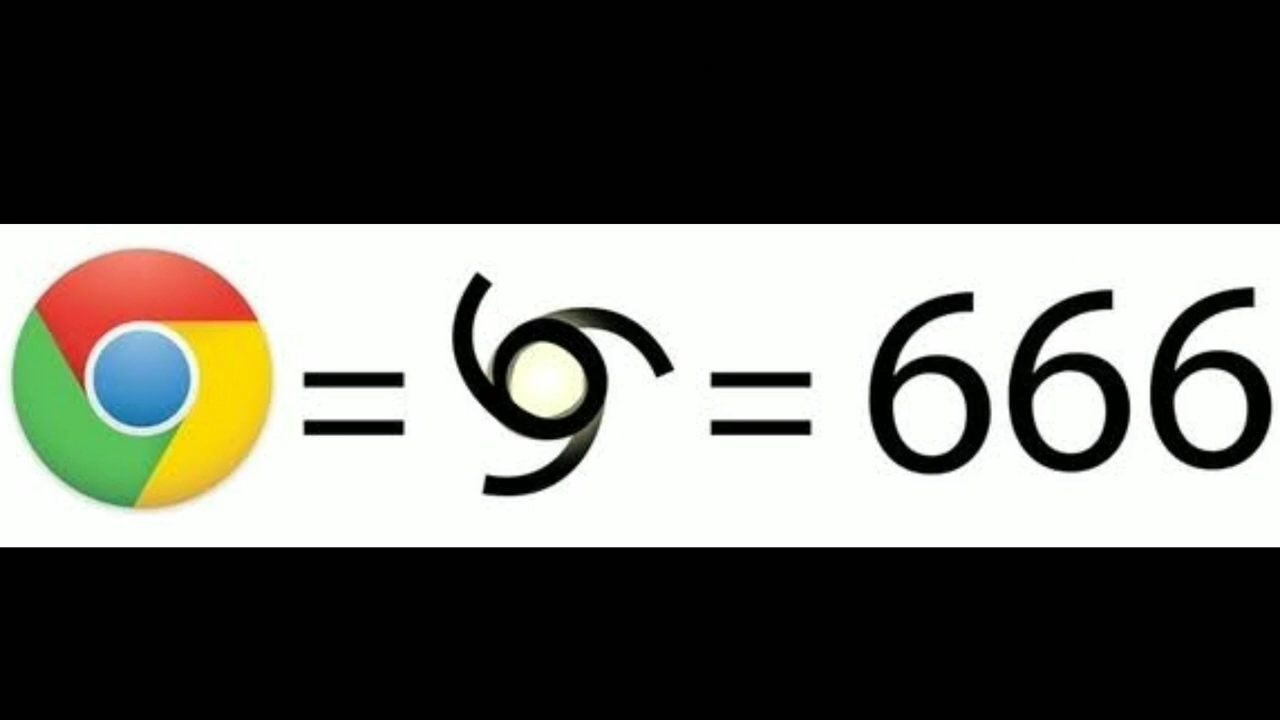 = = 666